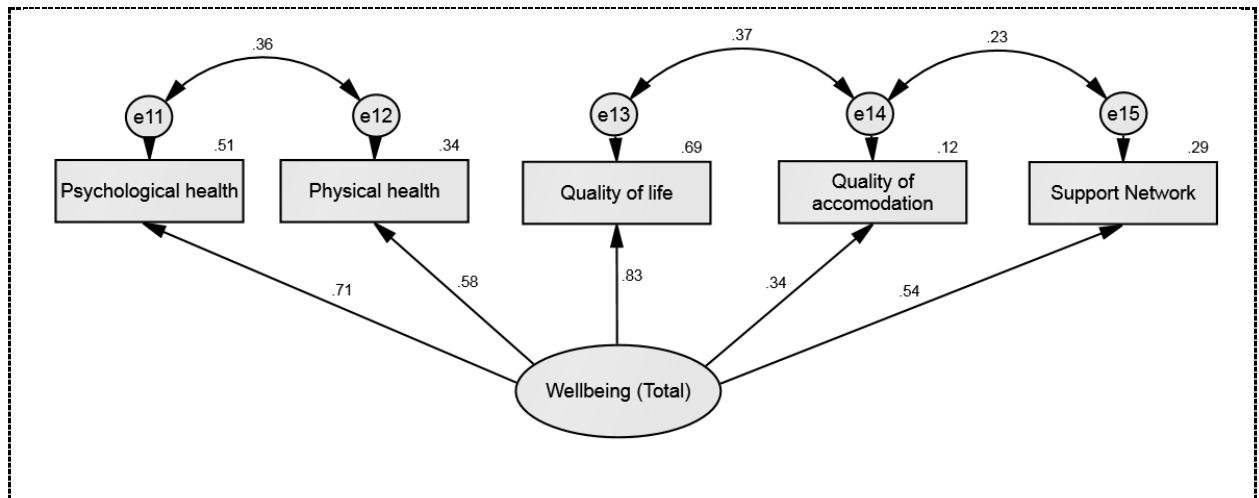 .36
.37
.23
e11
e12
e13
e14
e15
.51
.34
.69
.12
.29
Psychological health
Physical health
Quality of life
Quality of
accomodation
Support Network
.71
.58
.83
.34
.54
Wellbeing (Total)